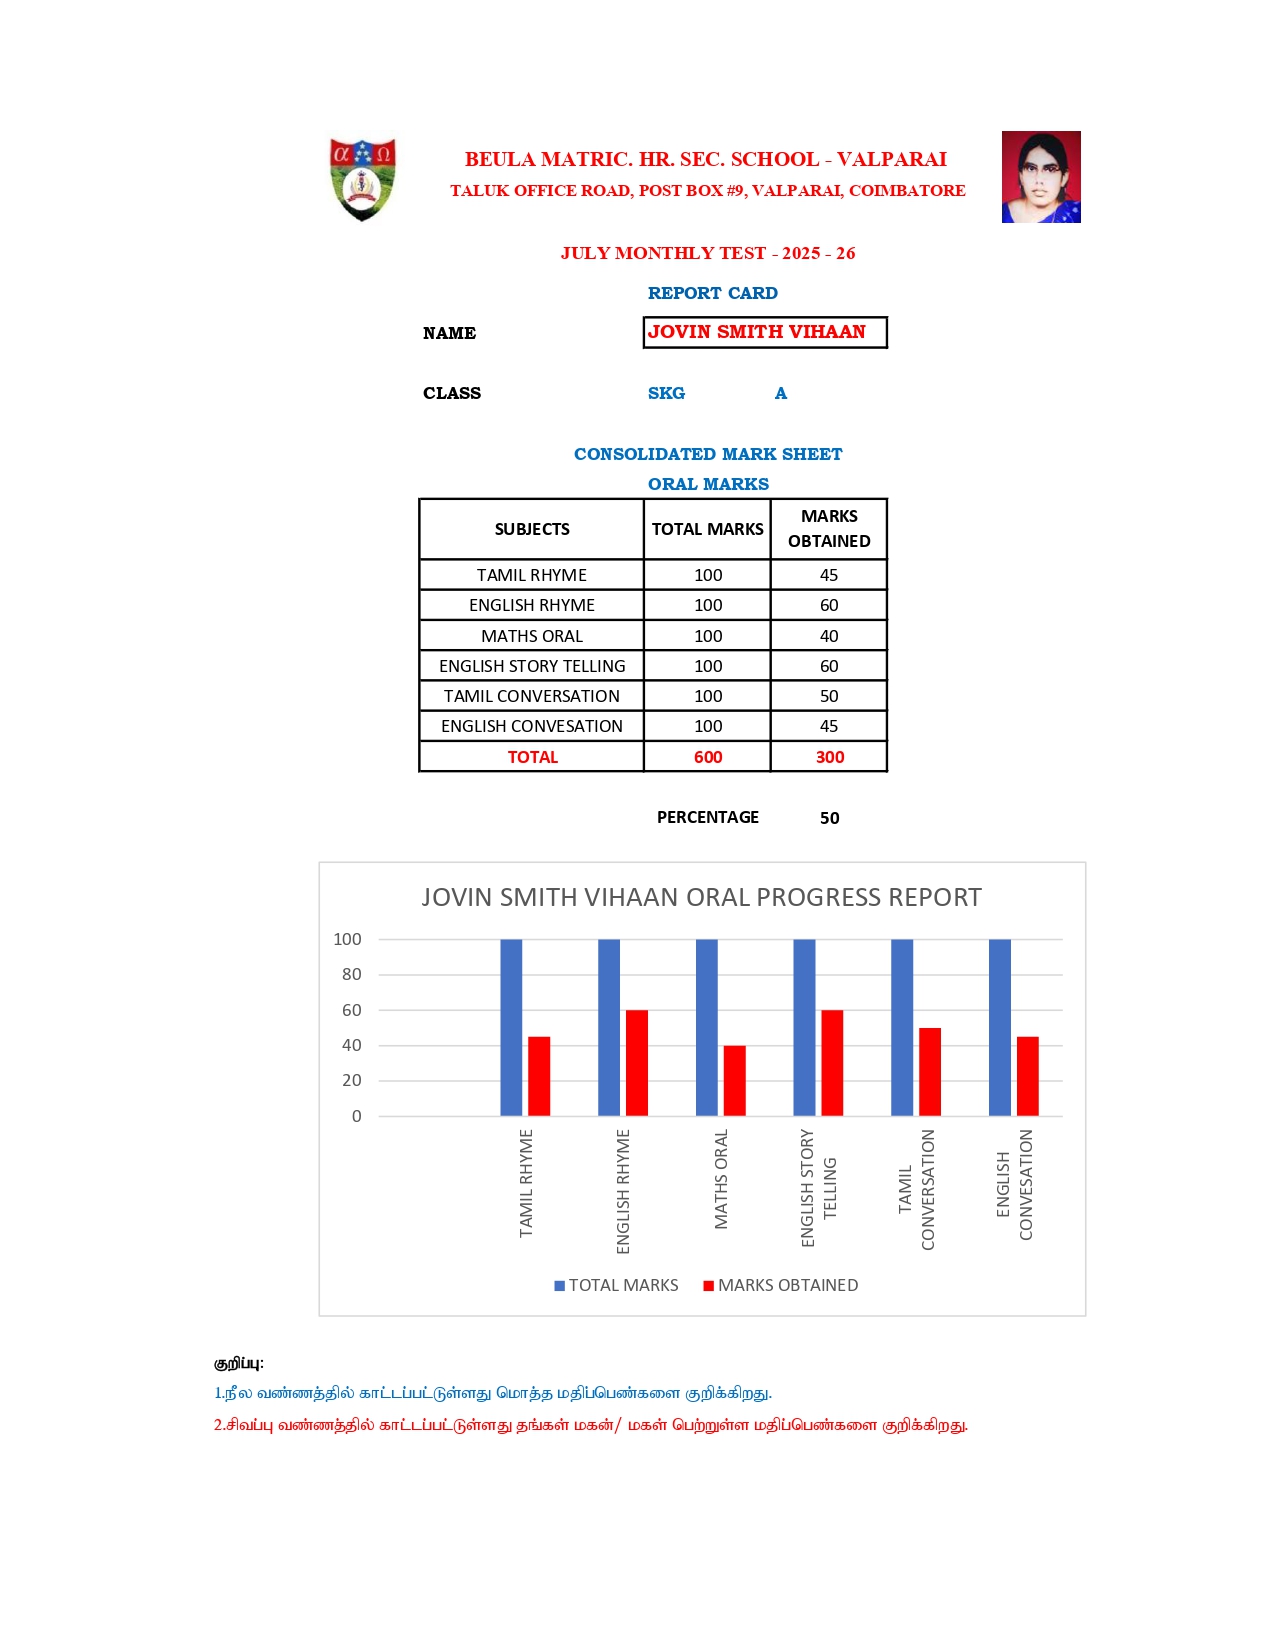 α Ω
BEULA MATRIC. HR. SEC. SCHOOL - VALPARAI
TALUK OFFICE ROAD, POST BOX #9, VALPARAI, COIMBATORE
JULY MONTHLY TEST - 2025 - 26
REPORT CARD
NAME JOVIN SMITH VIHAAN
CLASS SKG A
CONSOLIDATED MARK SHEET
ORAL MARKS
SUBJECTS TOTAL MARKS MARKS OBTAINED
TAMIL RHYME 100 45
ENGLISH RHYME 100 60
MATHS ORAL 100 40
ENGLISH STORY TELLING 100 60
TAMIL CONVERSATION 100 50
ENGLISH CONVESATION 100 45
TOTAL 600 300
PERCENTAGE 50
JOVIN SMITH VIHAAN ORAL PROGRESS REPORT
100
80
60
40
20
0
TAMIL RHYME
ENGLISH RHYME
MATHS ORAL
ENGLISH STORY TELLING
TAMIL CONVERSATION
ENGLISH CONVESATION
TOTAL MARKS MARKS OBTAINED
குறிப்பு:
1.நீல வண்ணத்தில் காட்டப்பட்டுள்ளது மொத்த மதிப்பெண்களை குறிக்கிறது.
2.சிவப்பு வண்ணத்தில் காட்டப்பட்டுள்ளது தங்கள் மகன்/ மகள் பெற்றுள்ள மதிப்பெண்களை குறிக்கிறது.